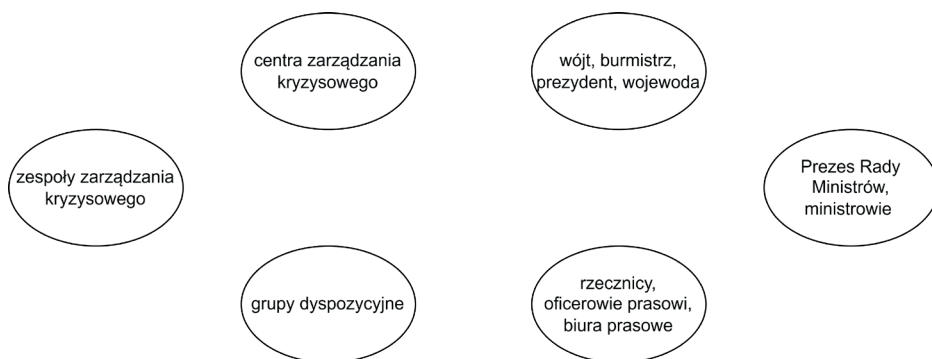 centra zarządzania
kryzysowego
wójt, burmistrz,
prezydent, wojewoda
zespoły zarządzania
kryzysowego
Prezes Rady
Ministrów,
ministrowie
grupy dyspozycyjne
rzecznicy,
oficerowie prasowi,
biura prasowe